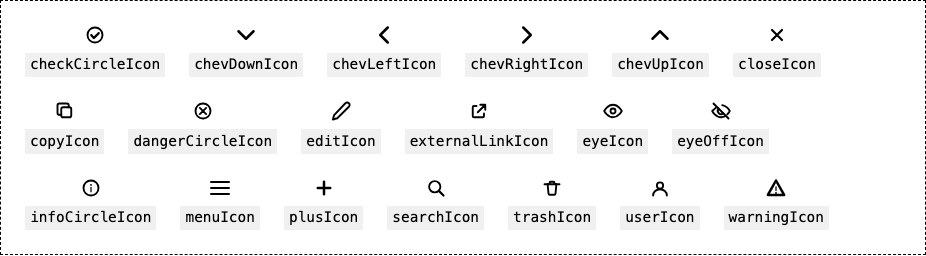 checkCircleIcon chevDownIcon chevLeftIcon chevRightIcon chevUpIcon closeIcon
copyIcon dangerCircleIcon editIcon externalLinkIcon eyeIcon eyeOffIcon
infoCircleIcon menuIcon plusIcon searchIcon trashIcon userIcon warningIcon